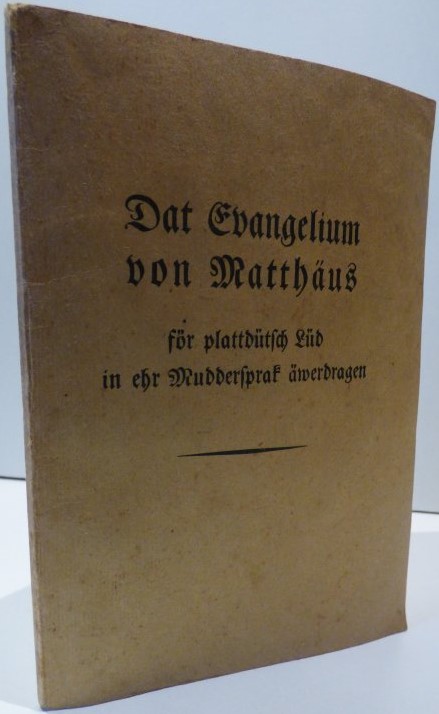 Dat Evangelium
von Matthäus
för plattdütsch Lüd
in ehr Muddersprak äwerdragen